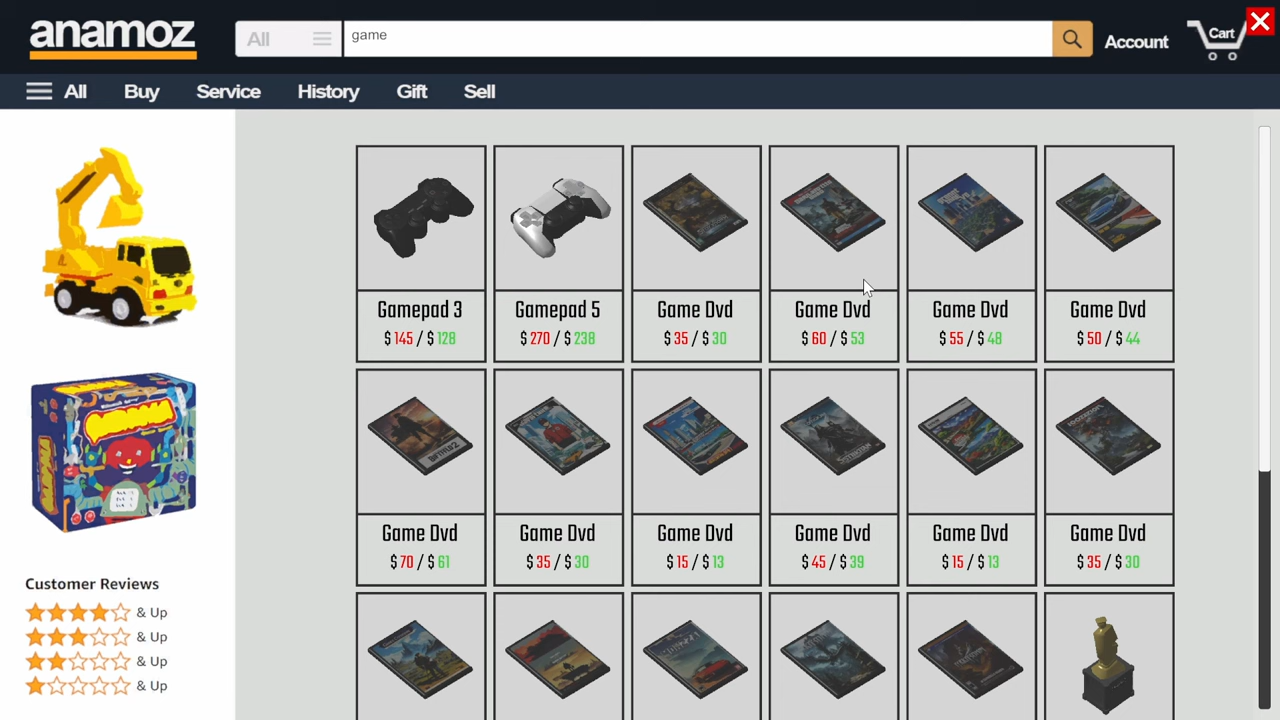 anamoz
All
game
Account
Cart
All Buy Service History Gift Sell
Gamepad 3
$ 145 / $ 128
Gamepad 5
$ 270 / $ 238
Game Dvd
$ 35 / $ 30
Game Dvd
$ 60 / $ 53
Game Dvd
$ 55 / $ 48
Game Dvd
$ 50 / $ 44
Game Dvd
$ 70 / $ 61
Game Dvd
$ 35 / $ 30
Game Dvd
$ 15 / $ 13
Game Dvd
$ 45 / $ 39
Game Dvd
$ 15 / $ 13
Game Dvd
$ 35 / $ 30
Customer Reviews
& Up
& Up
& Up
& Up